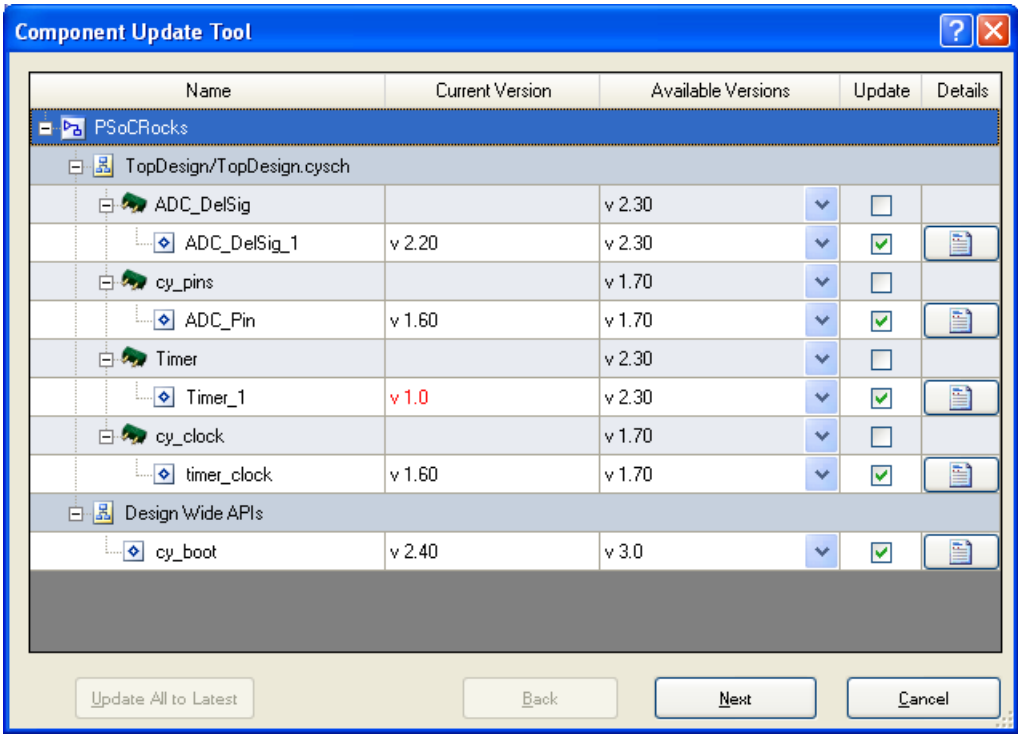 Component Update Tool
Name Current Version Available Versions Update Details
PSoCRocks
TopDesign/TopDesign.cysch
ADC_DelSig v 2.30
ADC_DelSig_1 v 2.20 v 2.30
cy_pins v 1.70
ADC_Pin v 1.60 v 1.70
Timer v 2.30
Timer_1 v 1.0 v 2.30
cy_clock v 1.70
timer_clock v 1.60 v 1.70
Design Wide APIs
cy_boot v 2.40 v 3.0
Update All to Latest Back Next Cancel